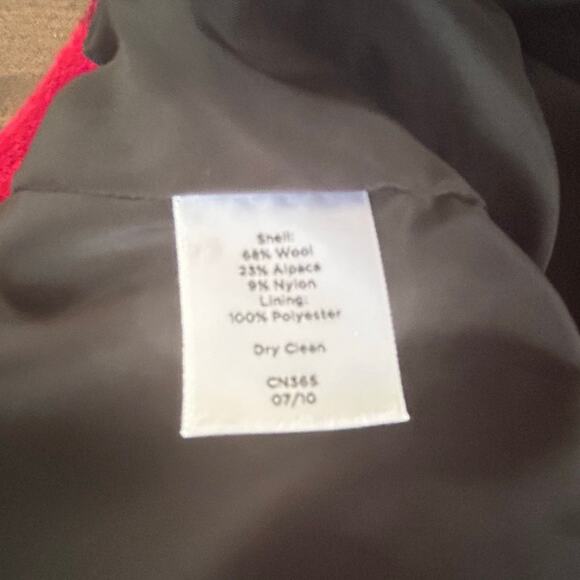 Shell:
68% Wool
23% Alpaca
9% Nylon
Lining:
100% Polyester
Dry Clean
CN365
07/10